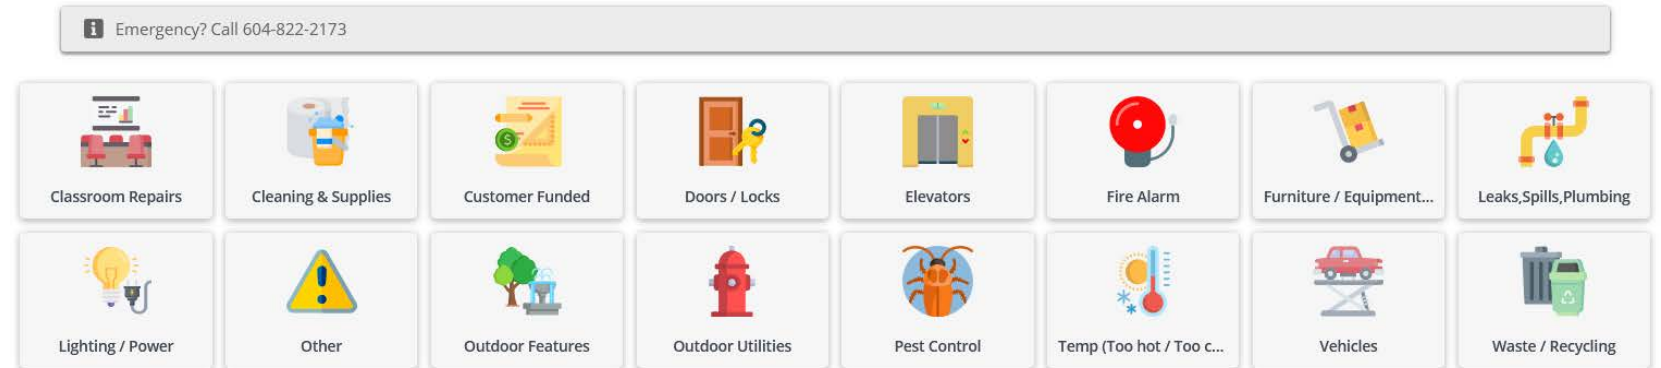 Emergency? Call 604-822-2173
Classroom Repairs
Cleaning & Supplies
Customer Funded
Doors / Locks
Elevators
Fire Alarm
Furniture / Equipment...
Leaks,Spills,Plumbing
Lighting / Power
Other
Outdoor Features
Outdoor Utilities
Pest Control
Temp (Too hot / Too c...
Vehicles
Waste / Recycling